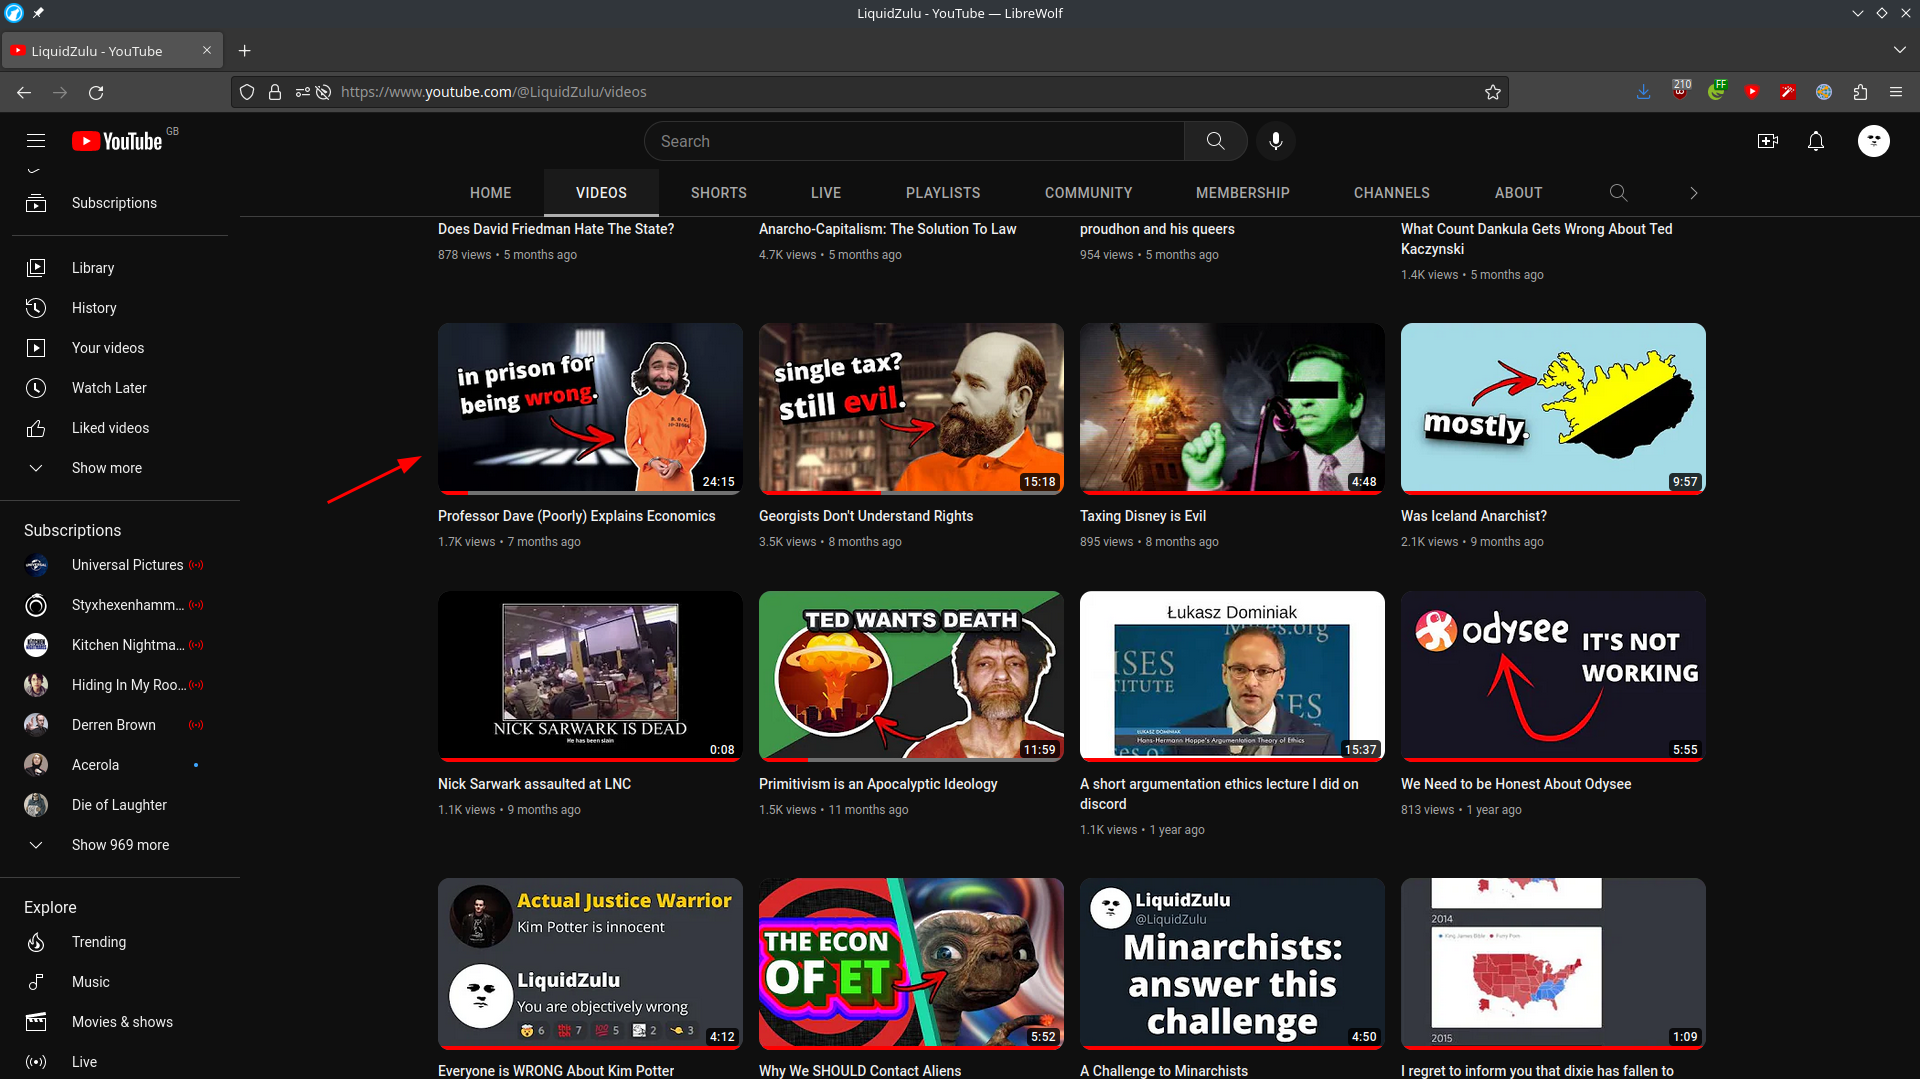 LiquidZulu - YouTube — LibreWolf
LiquidZulu - YouTube
https://www.youtube.com/@LiquidZulu/videos
210
FF
YouTube
GB
Search
HOME
VIDEOS
SHORTS
LIVE
PLAYLISTS
COMMUNITY
MEMBERSHIP
CHANNELS
ABOUT
Subscriptions
Library
History
Your videos
Watch Later
Liked videos
Show more
Subscriptions
Universal Pictures
Styxhexenhamm...
Kitchen Nightma...
Hiding In My Roo...
Derren Brown
Acerola
Die of Laughter
Show 969 more
Explore
Trending
Music
Movies & shows
Live
Does David Friedman Hate The State?
878 views • 5 months ago
Anarcho-Capitalism: The Solution To Law
4.7K views • 5 months ago
proudhon and his queers
954 views • 5 months ago
What Count Dankula Gets Wrong About Ted
Kaczynski
1.4K views • 5 months ago
in prison for
being wrong.
24:15
Professor Dave (Poorly) Explains Economics
1.7K views • 7 months ago
single tax?
still evil.
15:18
Georgists Don't Understand Rights
3.5K views • 8 months ago
4:48
Taxing Disney is Evil
895 views • 8 months ago
mostly.
9:57
Was Iceland Anarchist?
2.1K views • 9 months ago
NICK SARWARK IS DEAD
He has been slain
0:08
Nick Sarwark assaulted at LNC
1.1K views • 9 months ago
TED WANTS DEATH
11:59
Primitivism is an Apocalyptic Ideology
1.5K views • 11 months ago
Łukasz Dominiak
ISES
TITUTE
ŁUKASZ DOMINIAK
Hans-Hermann Hoppe's Argumentation Theory of Ethics
15:37
A short argumentation ethics lecture I did on
discord
1.1K views • 1 year ago
odysee
IT'S NOT
WORKING
5:55
We Need to be Honest About Odysee
813 views • 1 year ago
Actual Justice Warrior
Kim Potter is innocent
LiquidZulu
You are objectively wrong
6
7
5
2
3
4:12
Everyone is WRONG About Kim Potter
THE ECON
OF ET
5:52
Why We SHOULD Contact Aliens
LiquidZulu
@LiquidZulu
Minarchists:
answer this
challenge
4:50
A Challenge to Minarchists
2014
King James Bible
Furry Porn
2015
1:09
I regret to inform you that dixie has fallen to